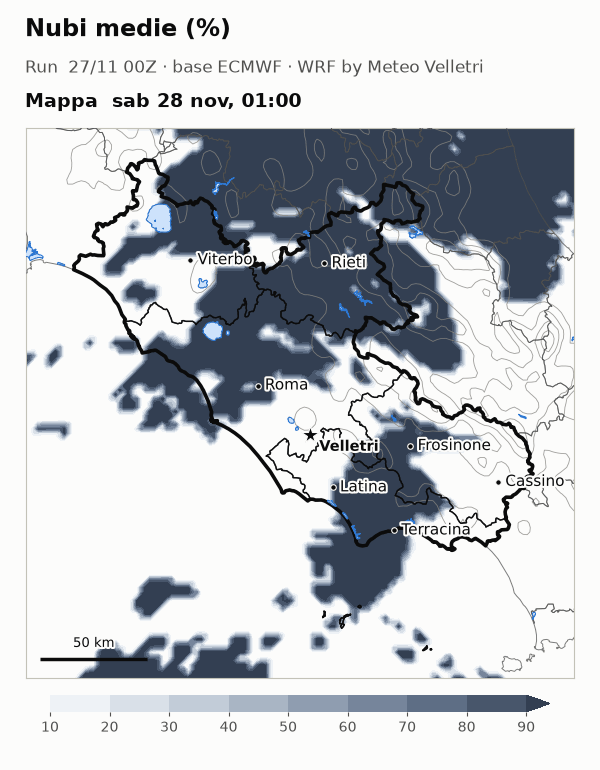 Nubi medie (%)
Run  27/11 00Z · base ECMWF · WRF by Meteo Velletri
Mappa  sab 28 nov, 01:00
Viterbo
Rieti
Roma
Velletri
Frosinone
Cassino
Latina
Terracina
50 km
10 20 30 40 50 60 70 80 90